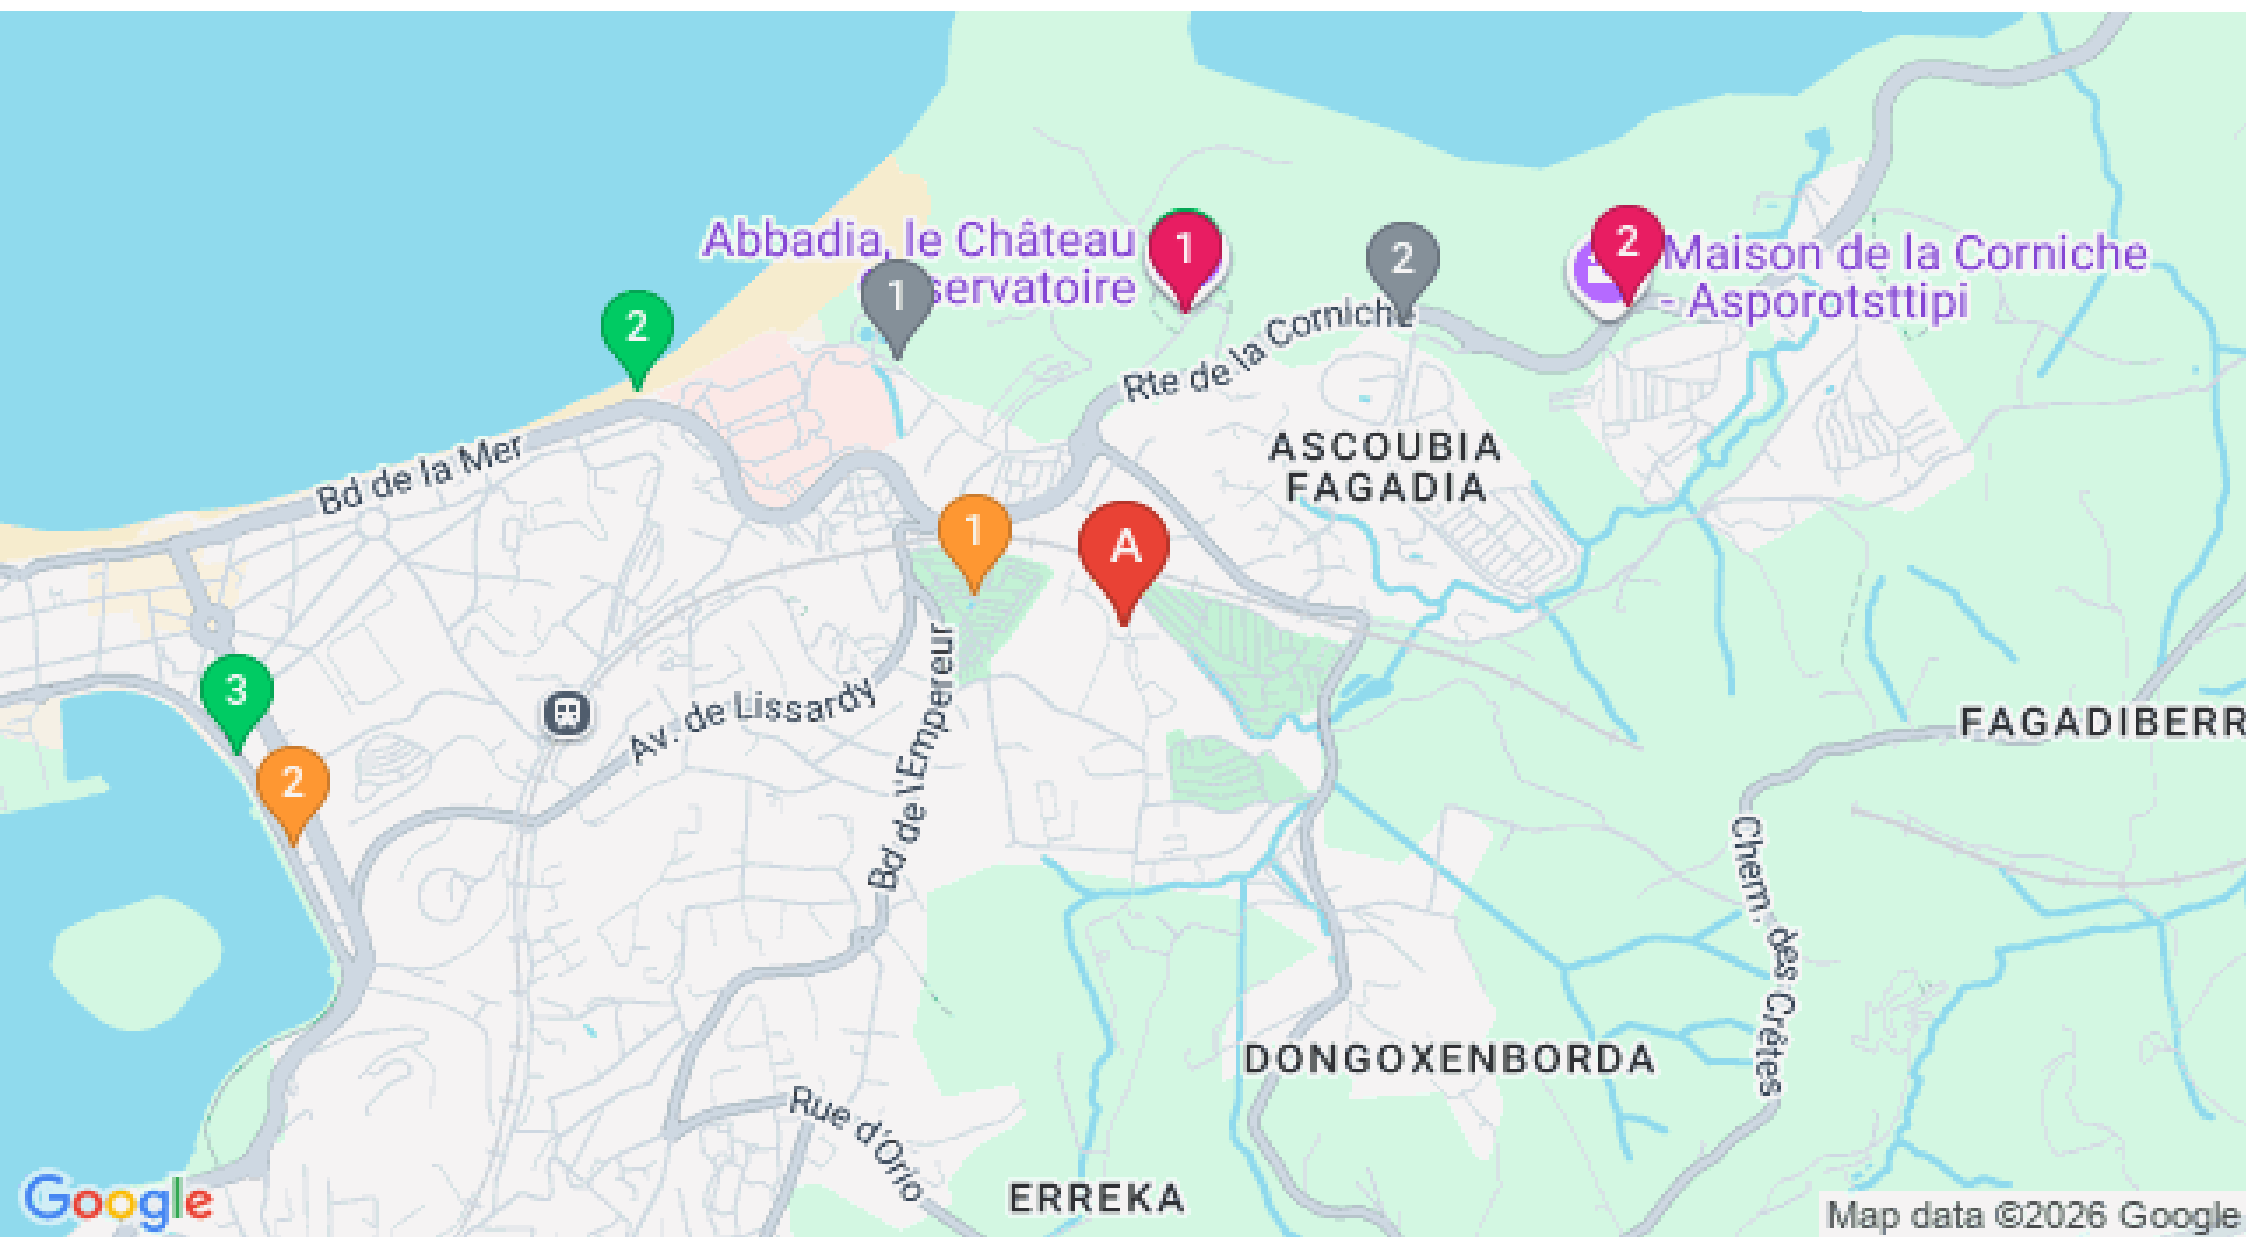 Abbadia, le Château
servatoire
1
1
2
2
Maison de la Corniche
- Asporotsttipi
2
Rte de la Corniche
Bd de la Mer
ASCOUBIA
FAGADIA
1
A
3
Av. de Lissardy
Bd de l'Empereur
2
FAGADIBERR
Chem. des Crêtes
DONGOXENBORDA
Rue d'Orio
ERREKA
Google
Map data ©2026 Google